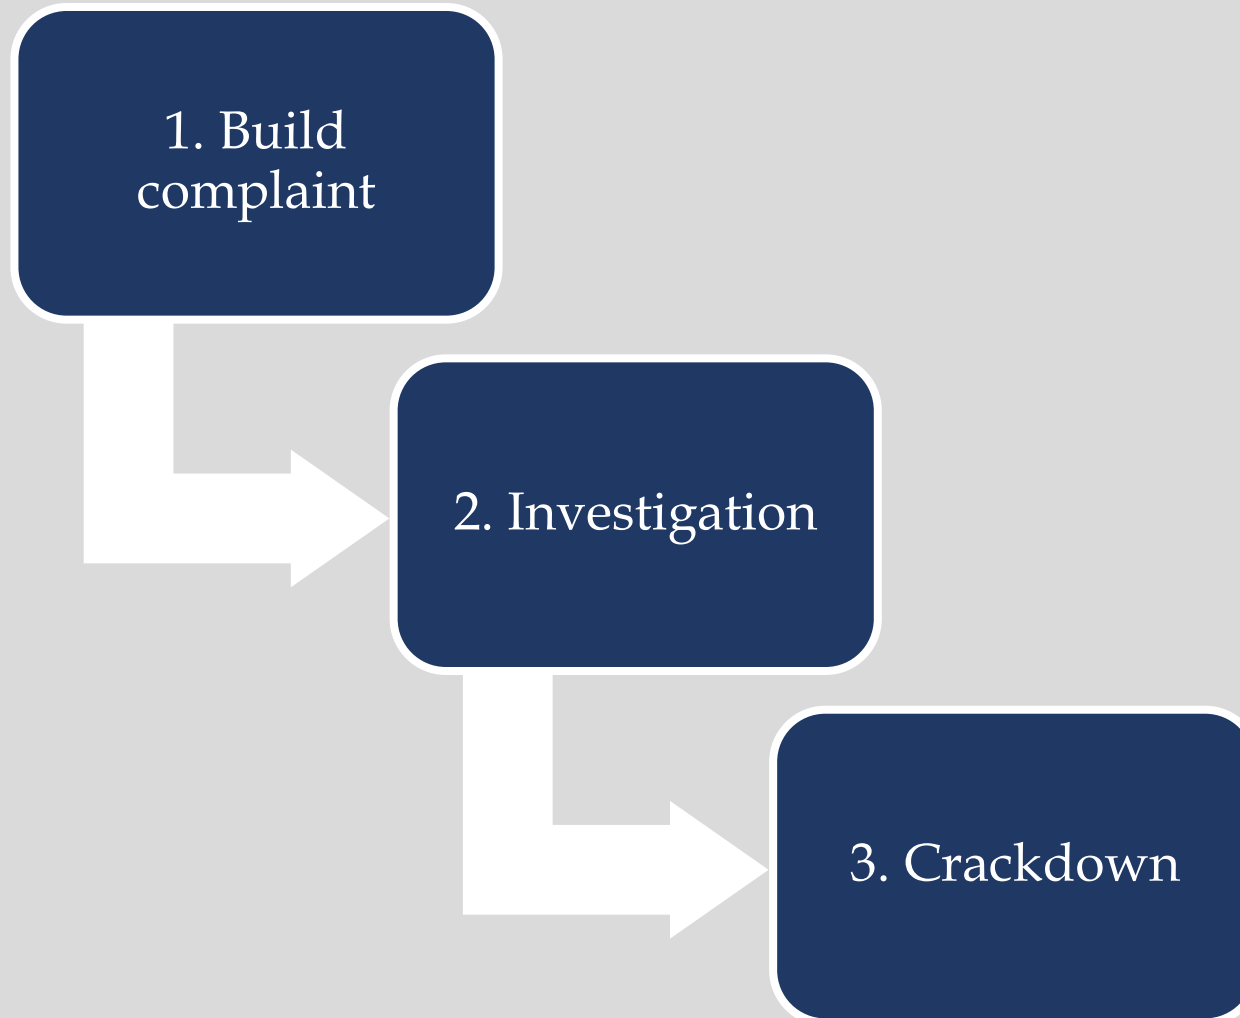 1. Build
complaint
2. Investigation
3. Crackdown